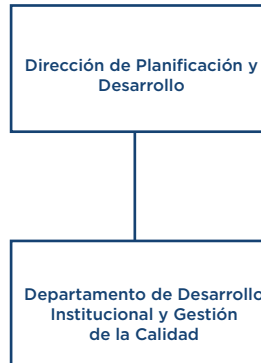 Dirección de Planificación y
Desarrollo
Departamento de Desarrollo
Institucional y Gestión
de la Calidad